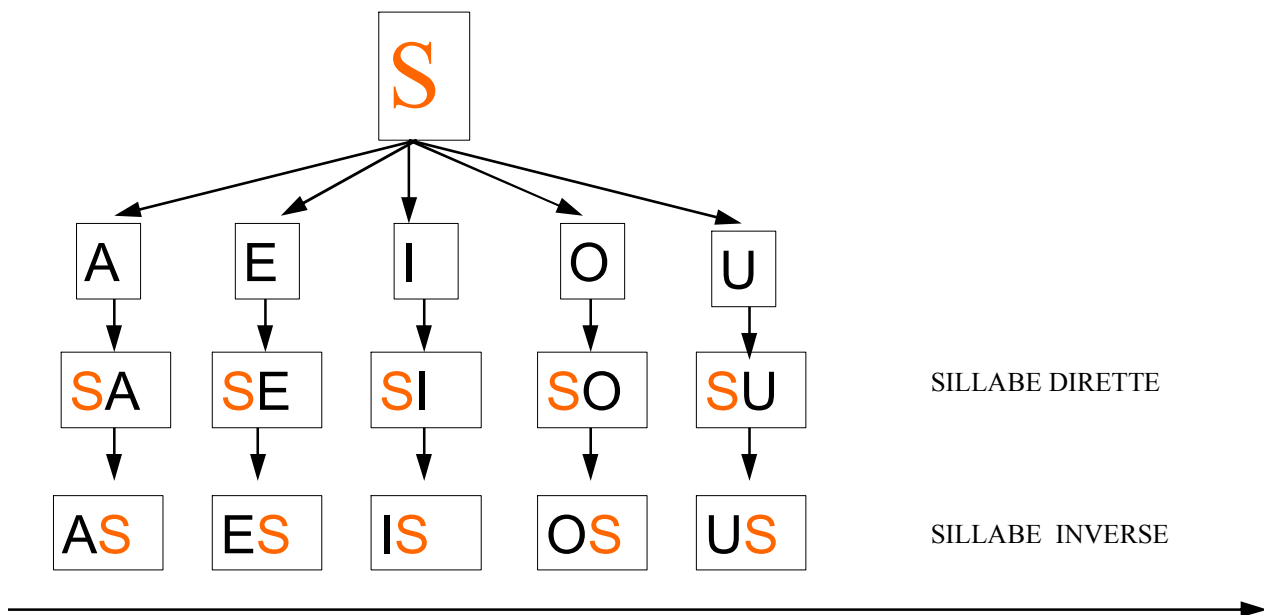 S
A E I O U
SA SE SI SO SU SILLABE DIRETTE
AS ES IS OS US SILLABE INVERSE